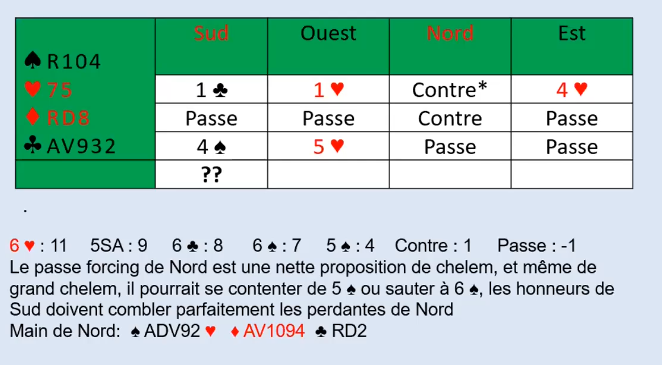 Sud Ouest Nord Est
♠ R104
♥ 75 1 ♣ 1 ♥ Contre* 4 ♥
♦ RD8 Passe Passe Contre Passe
♣ AV932 4 ♠ 5 ♥ Passe Passe
??
.
6 ♥ : 11 5SA : 9 6 ♣ : 8 6 ♠ : 7 5 ♠ : 4 Contre : 1 Passe : -1
Le passe forcing de Nord est une nette proposition de chelem, et même de
grand chelem, il pourrait se contenter de 5 ♠ ou sauter à 6 ♠, les honneurs de
Sud doivent combler parfaitement les perdantes de Nord
Main de Nord: ♠ ADV92 ♥ ♦ AV1094 ♣ RD2